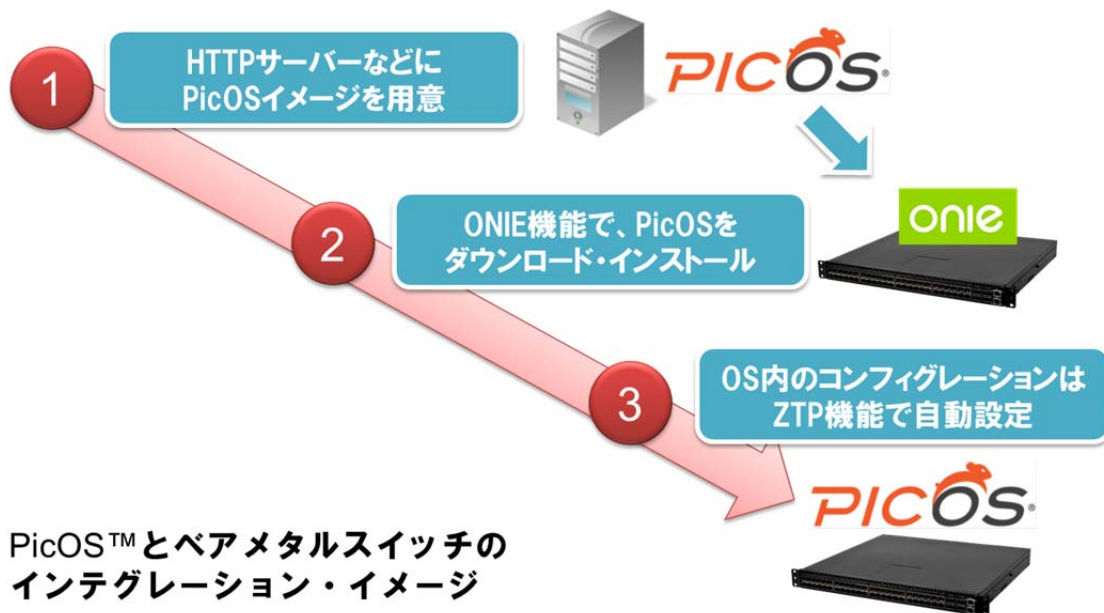 1
HTTPサーバーなどに
PicOSイメージを用意
PICOS®
2
ONIE機能で、PicOSを
ダウンロード・インストール
onie
3
OS内のコンフィグレーションは
ZTP機能で自動設定
PICOS®
PicOS™とベアメタルスイッチの
インテグレーション・イメージ